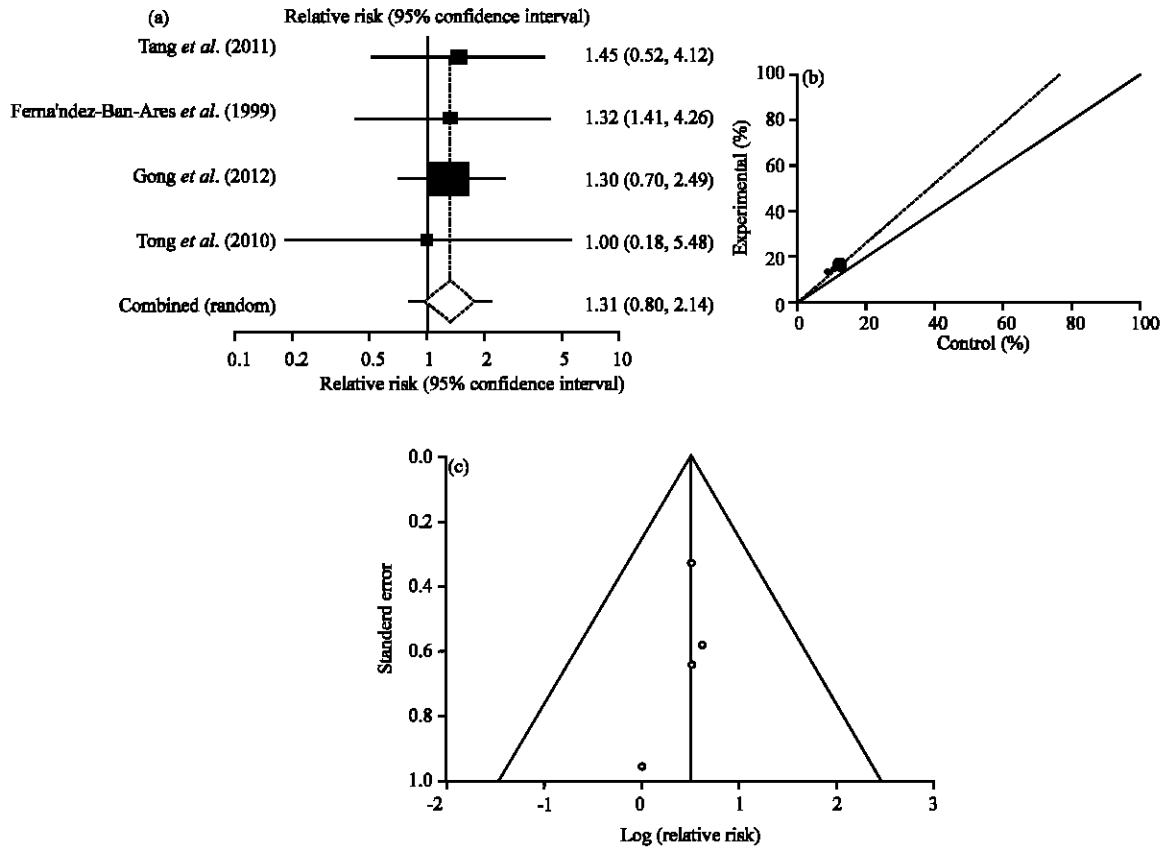 (a)
Relative risk (95% confidence interval)
Tang et al. (2011)
1.45 (0.52, 4.12)
Ferna'ndez-Ban-Ares et al. (1999)
1.32 (1.41, 4.26)
Gong et al. (2012)
1.30 (0.70, 2.49)
Tong et al. (2010)
1.00 (0.18, 5.48)
Combined (random)
1.31 (0.80, 2.14)
0.1 0.2 0.5 1 2 5 10
Relative risk (95% confidence interval)
(b)
Experimental (%)
100
80
60
40
20
0
0 20 40 60 80 100
Control (%)
(c)
Standerd error
0.0
0.2
0.4
0.6
0.8
1.0
-2 -1 0 1 2 3
Log (relative risk)